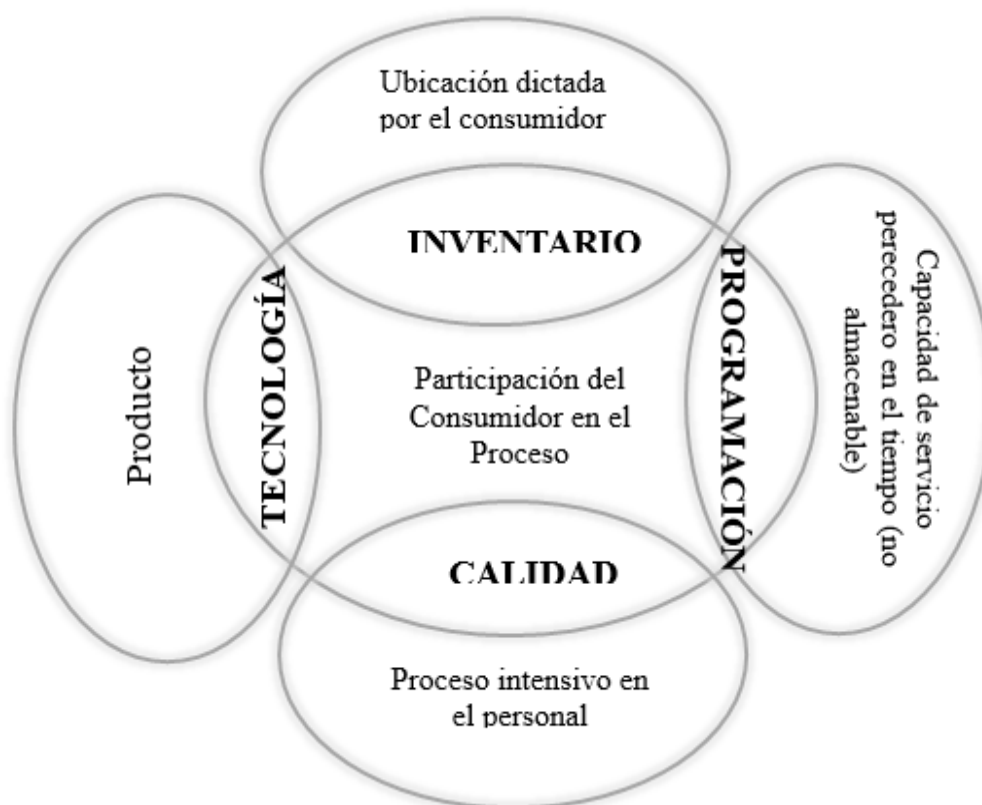 Ubicación dictada
por el consumidor
INVENTARIO
Producto
TECNOLOGÍA
Participación del
Consumidor en el
Proceso
PROGRAMACIÓN
Capacidad de servicio
perecedero en el tiempo (no
almacenable)
CALIDAD
Proceso intensivo en
el personal